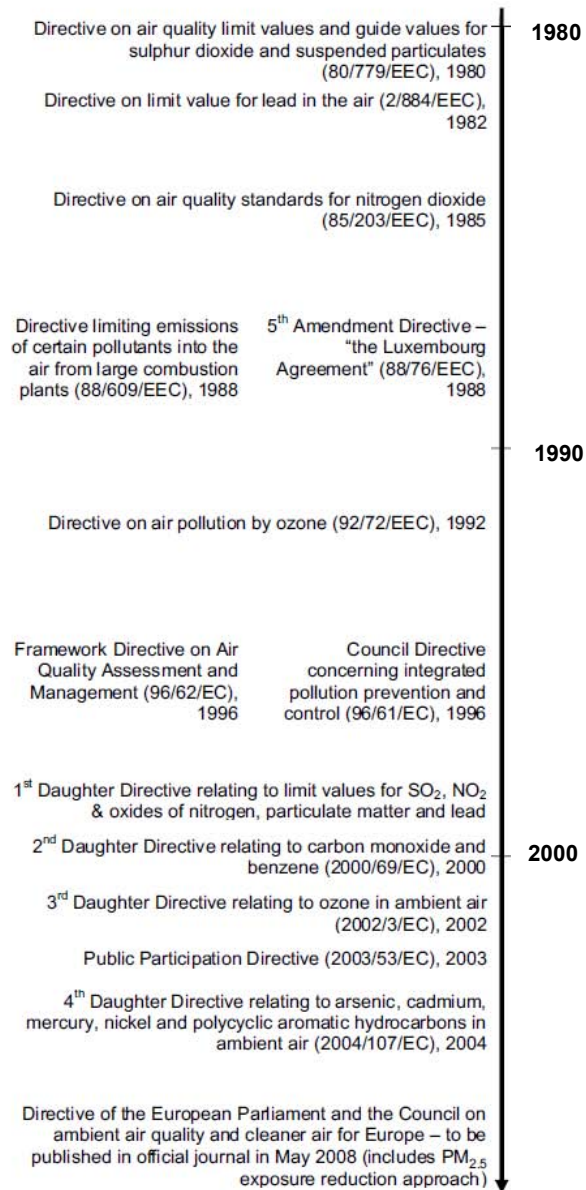 Directive on air quality limit values and guide values for
sulphur dioxide and suspended particulates
(80/779/EEC), 1980
1980
Directive on limit value for lead in the air (2/884/EEC),
1982
Directive on air quality standards for nitrogen dioxide
(85/203/EEC), 1985
Directive limiting emissions
of certain pollutants into the
air from large combustion
plants (88/609/EEC), 1988
5th Amendment Directive –
“the Luxembourg
Agreement” (88/76/EEC),
1988
1990
Directive on air pollution by ozone (92/72/EEC), 1992
Framework Directive on Air
Quality Assessment and
Management (96/62/EC),
1996
Council Directive
concerning integrated
pollution prevention and
control (96/61/EC), 1996
1st Daughter Directive relating to limit values for SO2, NO2
& oxides of nitrogen, particulate matter and lead
2nd Daughter Directive relating to carbon monoxide and
benzene (2000/69/EC), 2000
2000
3rd Daughter Directive relating to ozone in ambient air
(2002/3/EC), 2002
Public Participation Directive (2003/53/EC), 2003
4th Daughter Directive relating to arsenic, cadmium,
mercury, nickel and polycyclic aromatic hydrocarbons in
ambient air (2004/107/EC), 2004
Directive of the European Parliament and the Council on
ambient air quality and cleaner air for Europe – to be
published in official journal in May 2008 (includes PM2.5
exposure reduction approach)